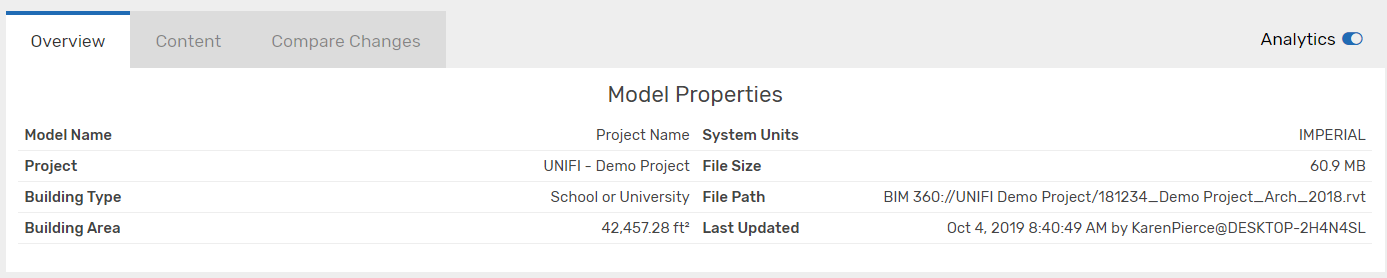 Overview Content Compare Changes Analytics
Model Properties
Model Name Project Name System Units IMPERIAL
Project UNIFI - Demo Project File Size 60.9 MB
Building Type School or University File Path BIM 360://UNIFI Demo Project/181234_Demo Project_Arch_2018.rvt
Building Area 42,457.28 ft² Last Updated Oct 4, 2019 8:40:49 AM by KarenPierce@DESKTOP-2H4N4SL